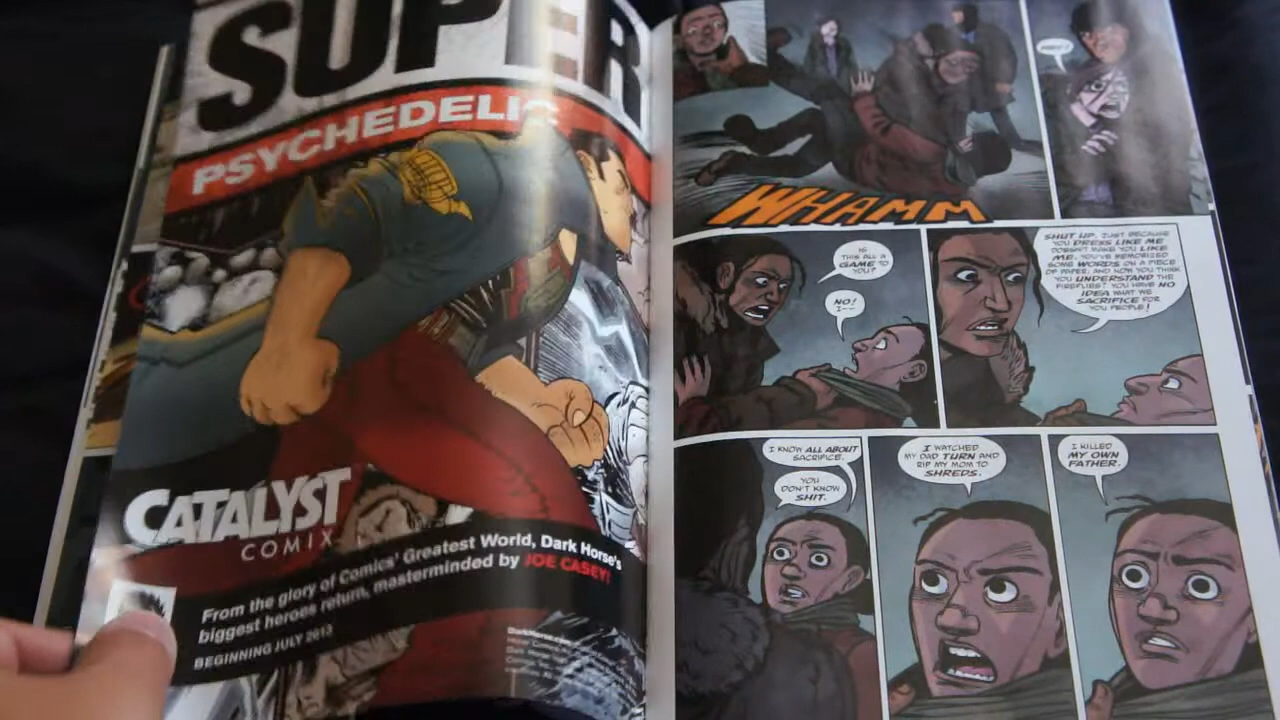 SUPER
PSYCHEDELIC
CATALYST
COMIX
From the glory of Comics' Greatest World, Dark Horse's
biggest heroes return, masterminded by JOE CASEY!
BEGINNING JULY 2013
DarkHorse.com
WHAMM
IS
THIS ALL A
GAME TO
YOU?
NO!
I--
SHUT UP. JUST BECAUSE
YOU DRESS LIKE ME
DOESN'T MAKE YOU LIKE
ME. YOU'VE MEMORIZED
SOME WORDS ON A PIECE
OF PAPER, AND NOW YOU THINK
YOU UNDERSTAND THE
FIREFLIES? YOU HAVE NO
IDEA WHAT WE
SACRIFICE FOR
YOU PEOPLE!
I KNOW ALL ABOUT
SACRIFICE.
YOU
DON'T KNOW
SHIT.
I WATCHED
MY DAD TURN AND
RIP MY MOM TO
SHREDS.
I KILLED
MY OWN
FATHER.